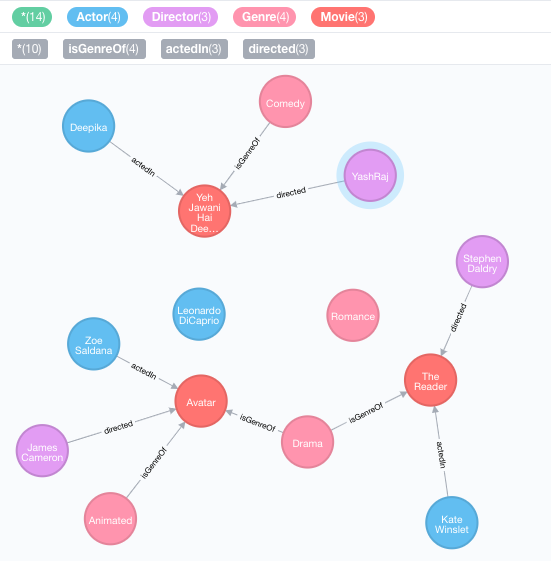 *(14) Actor(4) Director(3) Genre(4) Movie(3)
*(10) isGenreOf(4) actedIn(3) directed(3)
Comedy
Deepika
actedIn
isGenreOf
YashRaj
directed
Yeh
Jawani
Hai
Dee...
Stephen
Daldry
directed
Leonardo
DiCaprio
Romance
Zoe
Saldana
actedIn
The
Reader
Avatar
isGenreOf
isGenreOf
directed
Drama
James
Cameron
isGenreOf
actedIn
Animated
Kate
Winslet